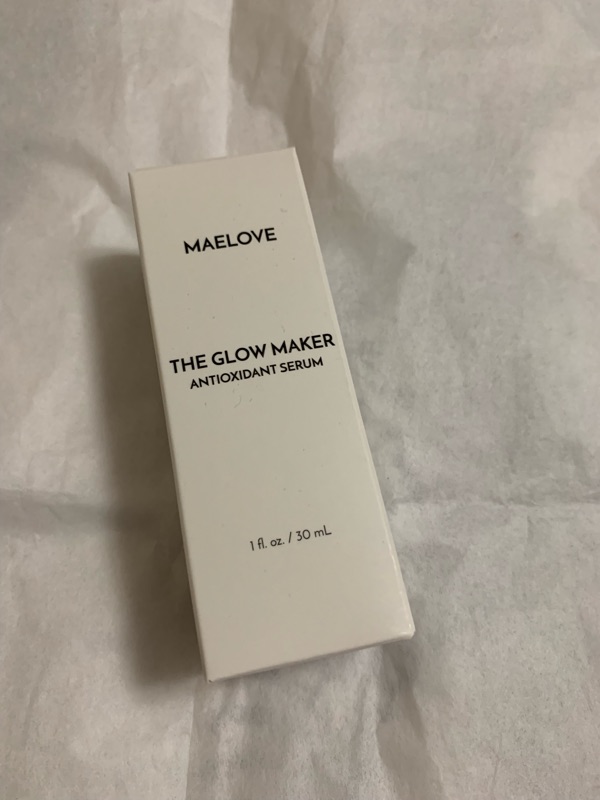 MAELOVE
THE GLOW MAKER
ANTIOXIDANT SERUM
1 fl. oz. / 30 mL